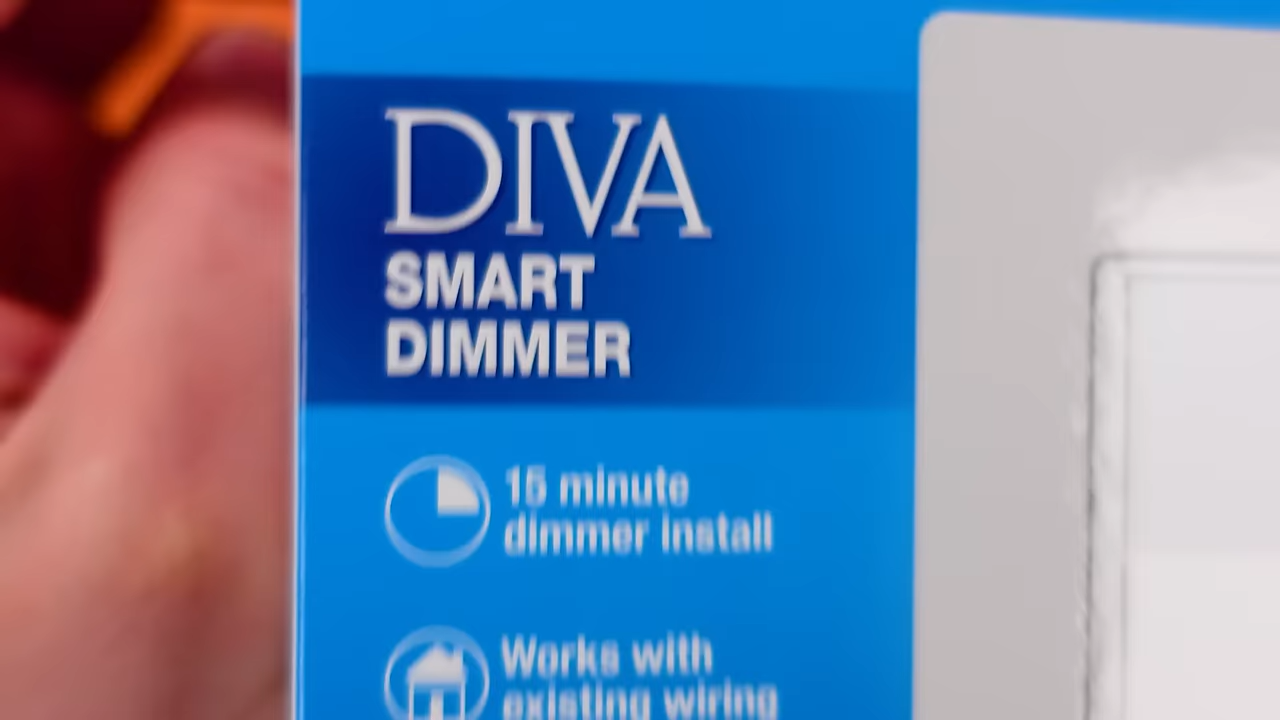 DIVA
SMART
DIMMER
15 minute
dimmer install
Works with
existing wiring